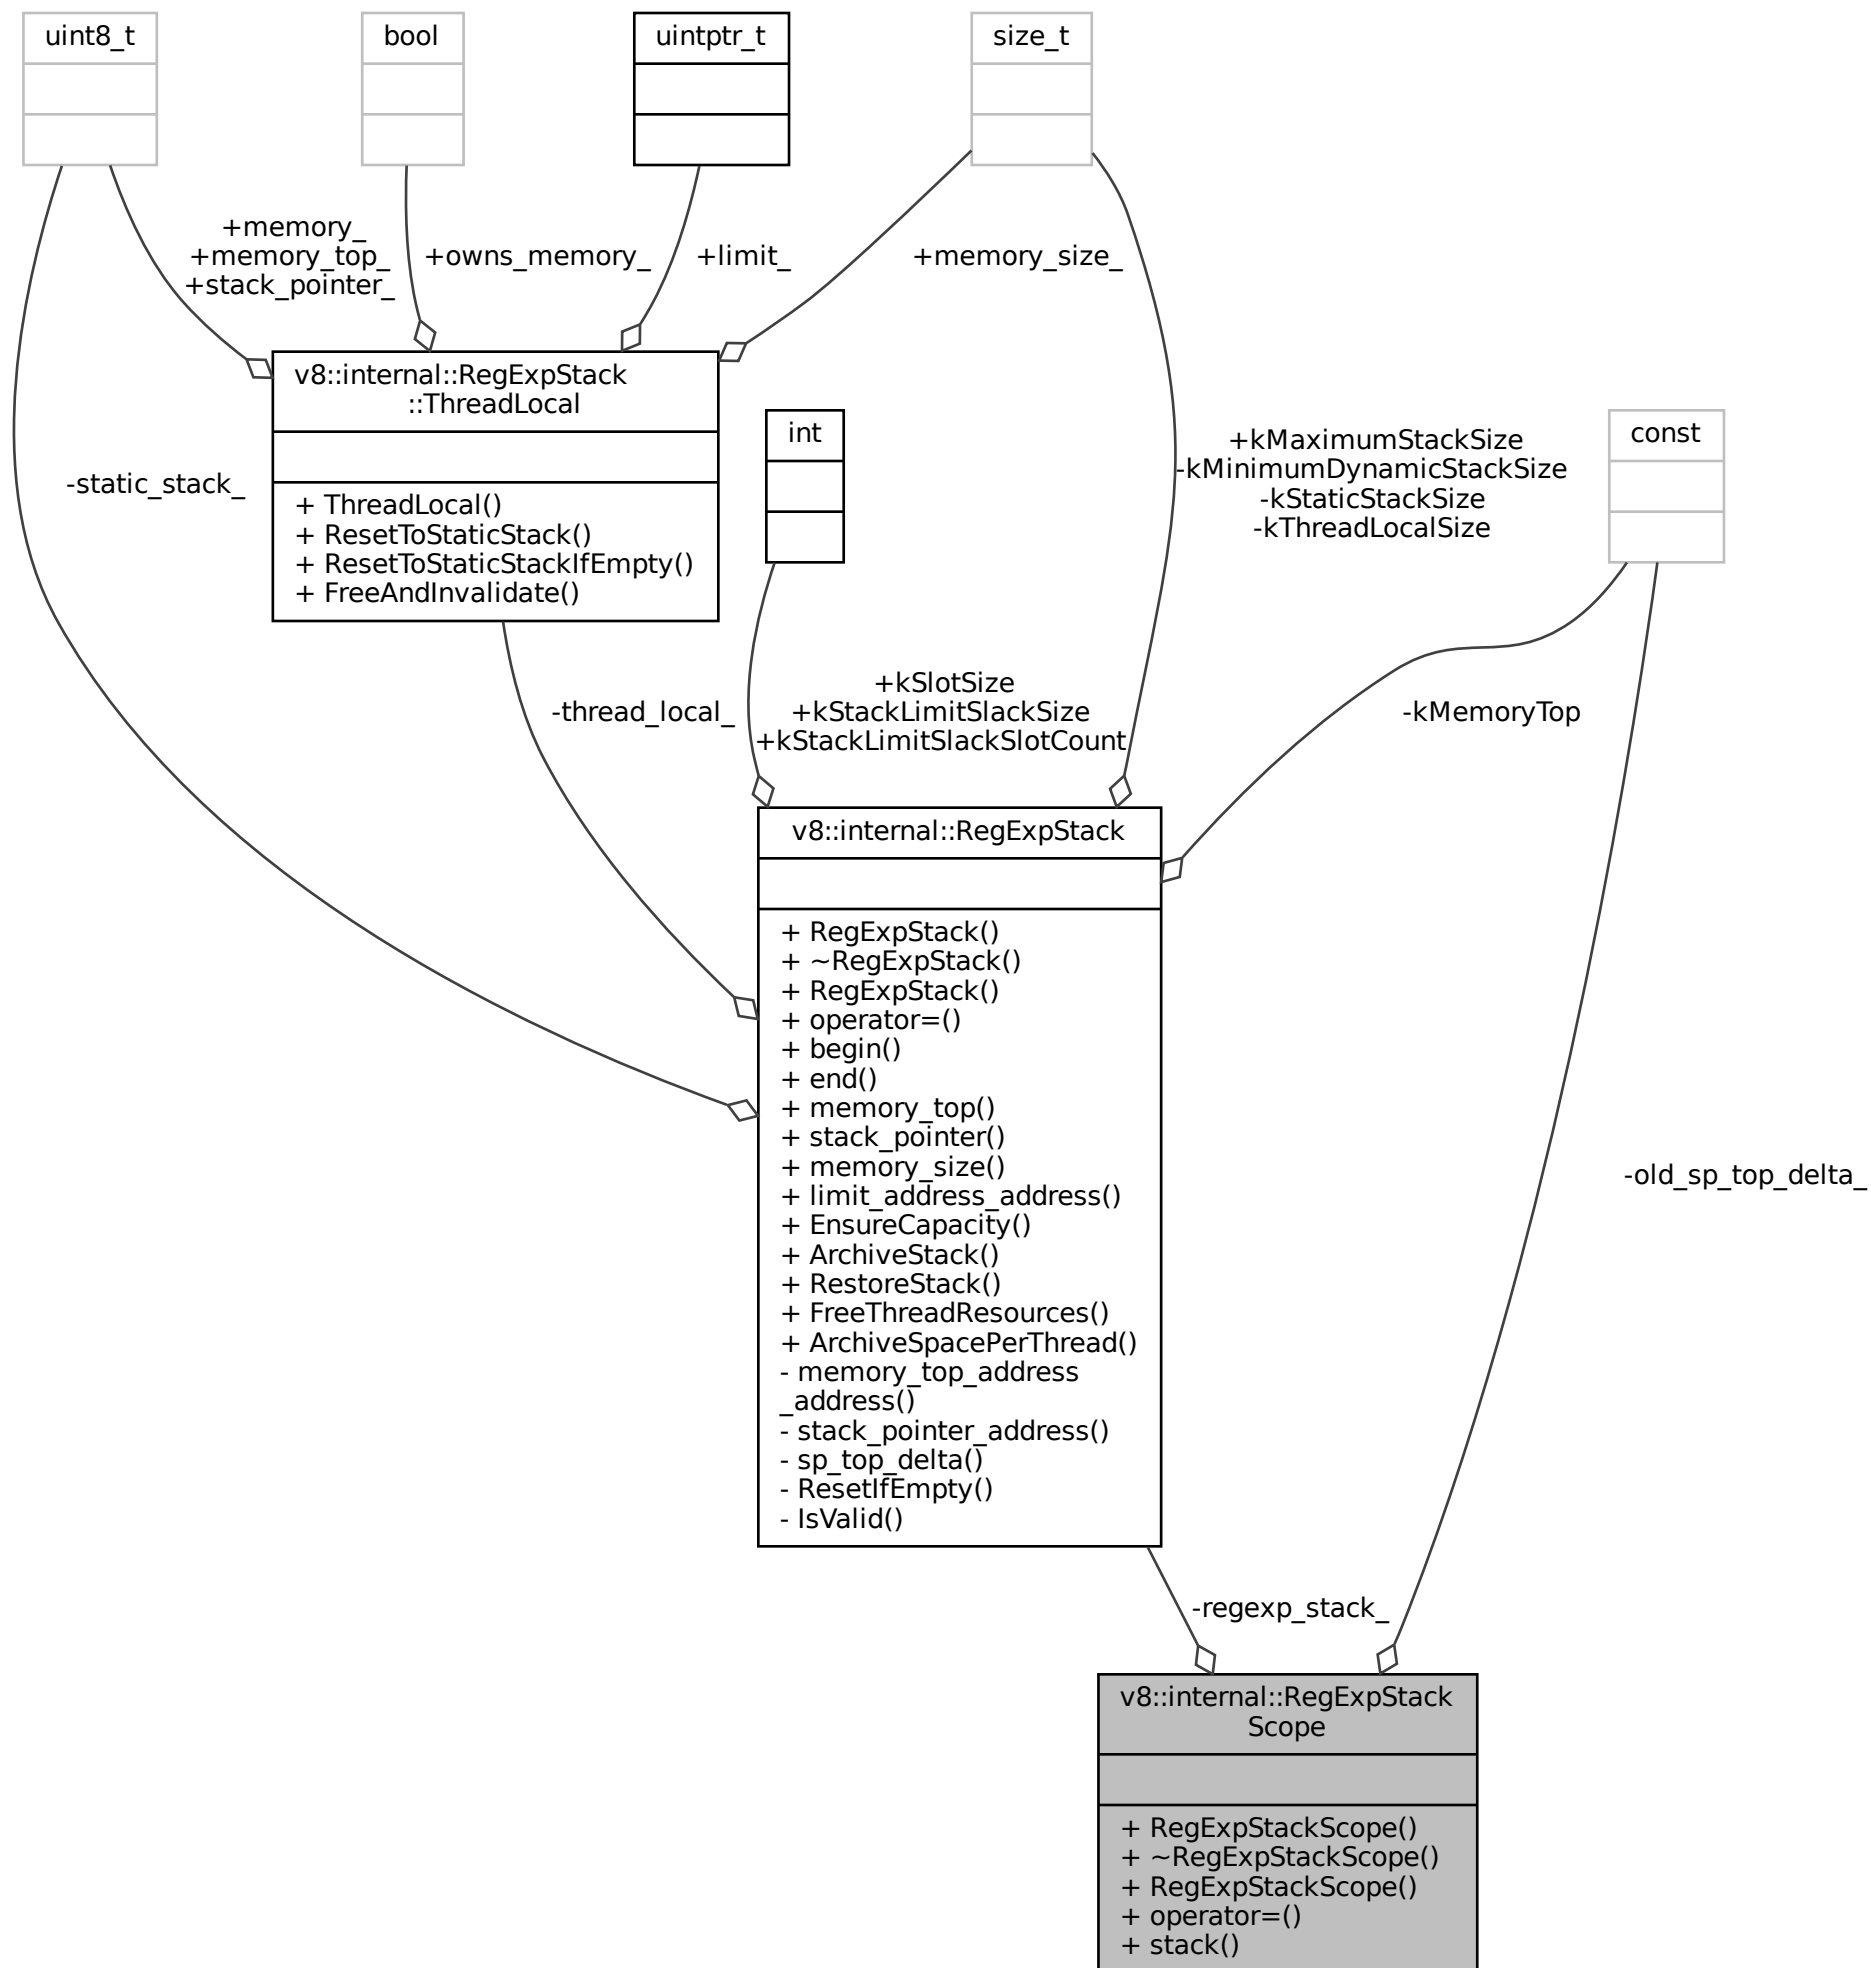 uint8_t
bool
uintptr_t
size_t
+memory_
+memory_top_
+stack_pointer_
+owns_memory_
+limit_
+memory_size_
v8::internal::RegExpStack
::ThreadLocal
+ ThreadLocal()
+ ResetToStaticStack()
+ ResetToStaticStackIfEmpty()
+ FreeAndInvalidate()
int
const
+kMaximumStackSize
-kMinimumDynamicStackSize
-kStaticStackSize
-kThreadLocalSize
-static_stack_
-thread_local_
+kSlotSize
+kStackLimitSlackSize
+kStackLimitSlackSlotCount
-kMemoryTop
v8::internal::RegExpStack
+ RegExpStack()
+ ~RegExpStack()
+ RegExpStack()
+ operator=()
+ begin()
+ end()
+ memory_top()
+ stack_pointer()
+ memory_size()
+ limit_address_address()
+ EnsureCapacity()
+ ArchiveStack()
+ RestoreStack()
+ FreeThreadResources()
+ ArchiveSpacePerThread()
- memory_top_address
_address()
- stack_pointer_address()
- sp_top_delta()
- ResetIfEmpty()
- IsValid()
-old_sp_top_delta_
-regexp_stack_
v8::internal::RegExpStack
Scope
+ RegExpStackScope()
+ ~RegExpStackScope()
+ RegExpStackScope()
+ operator=()
+ stack()